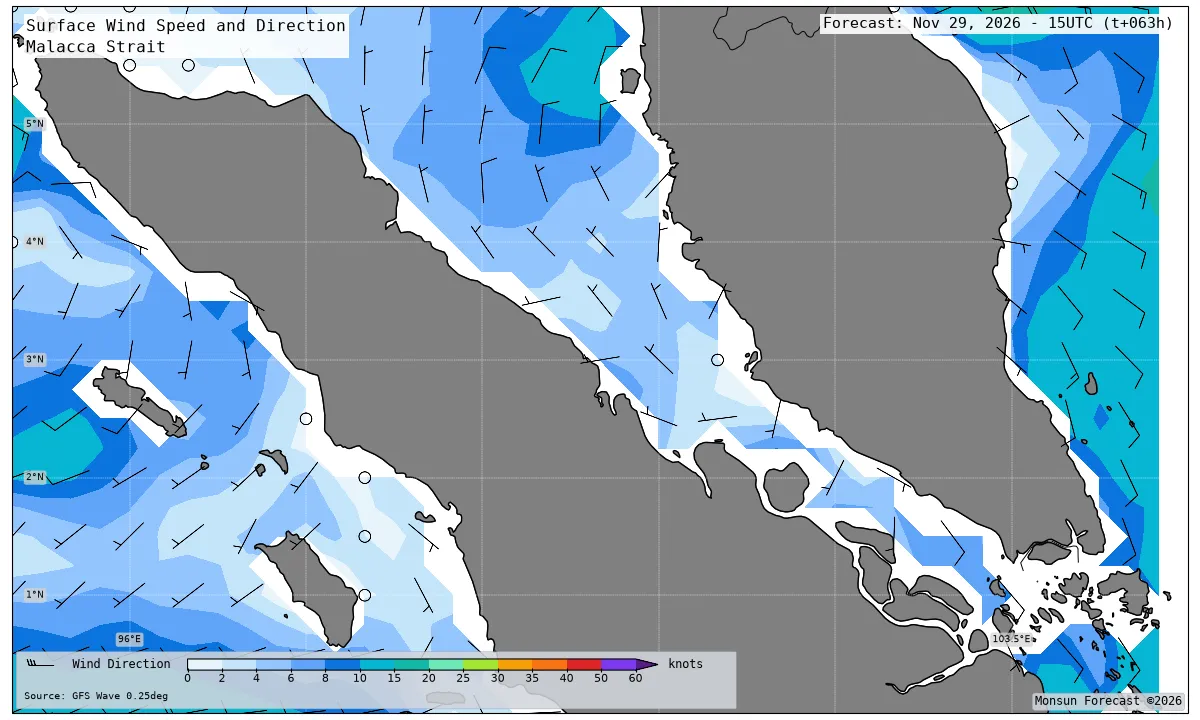 Surface Wind Speed and Direction
Malacca Strait
Forecast: Nov 29, 2026 - 15UTC (t+063h)
5°N
4°N
3°N
2°N
1°N
96°E
103.5°E
Wind Direction
0 2 4 6 8 10 15 20 25 30 35 40 50 60
knots
Source: GFS Wave 0.25deg
Monsun Forecast ©2026